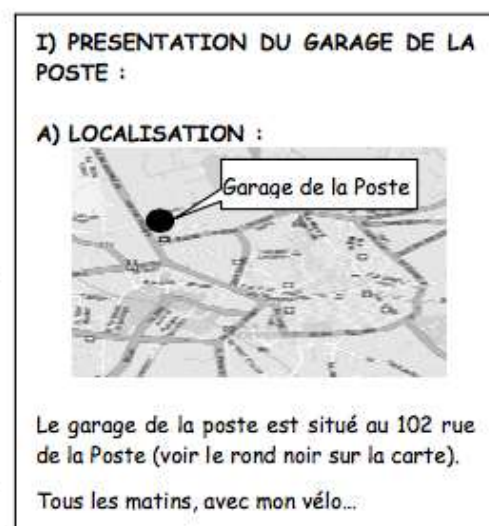 I) PRESENTATION DU GARAGE DE LA
POSTE :
A) LOCALISATION :
Garage de la Poste
Le garage de la poste est situé au 102 rue
de la Poste (voir le rond noir sur la carte).
Tous les matins, avec mon vélo…